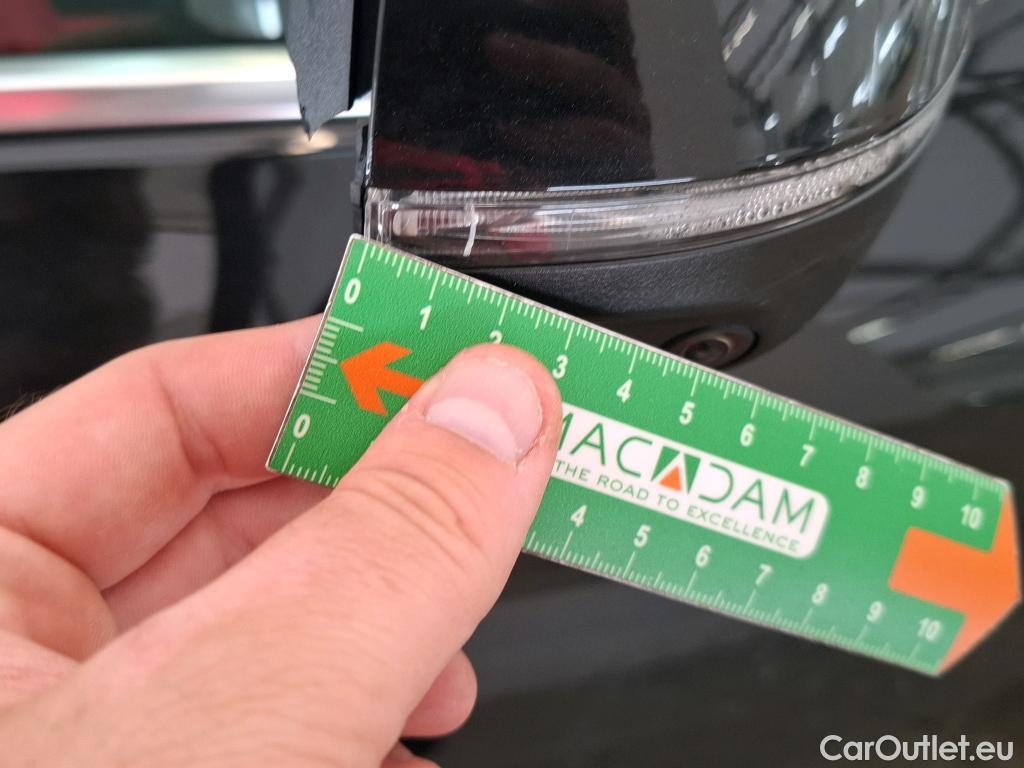 0 1 2 3 4 5 6 7 8 9 10
MACADAM
THE ROAD TO EXCELLENCE
0 4 5 6 7 8 9 10
CarOutlet.eu